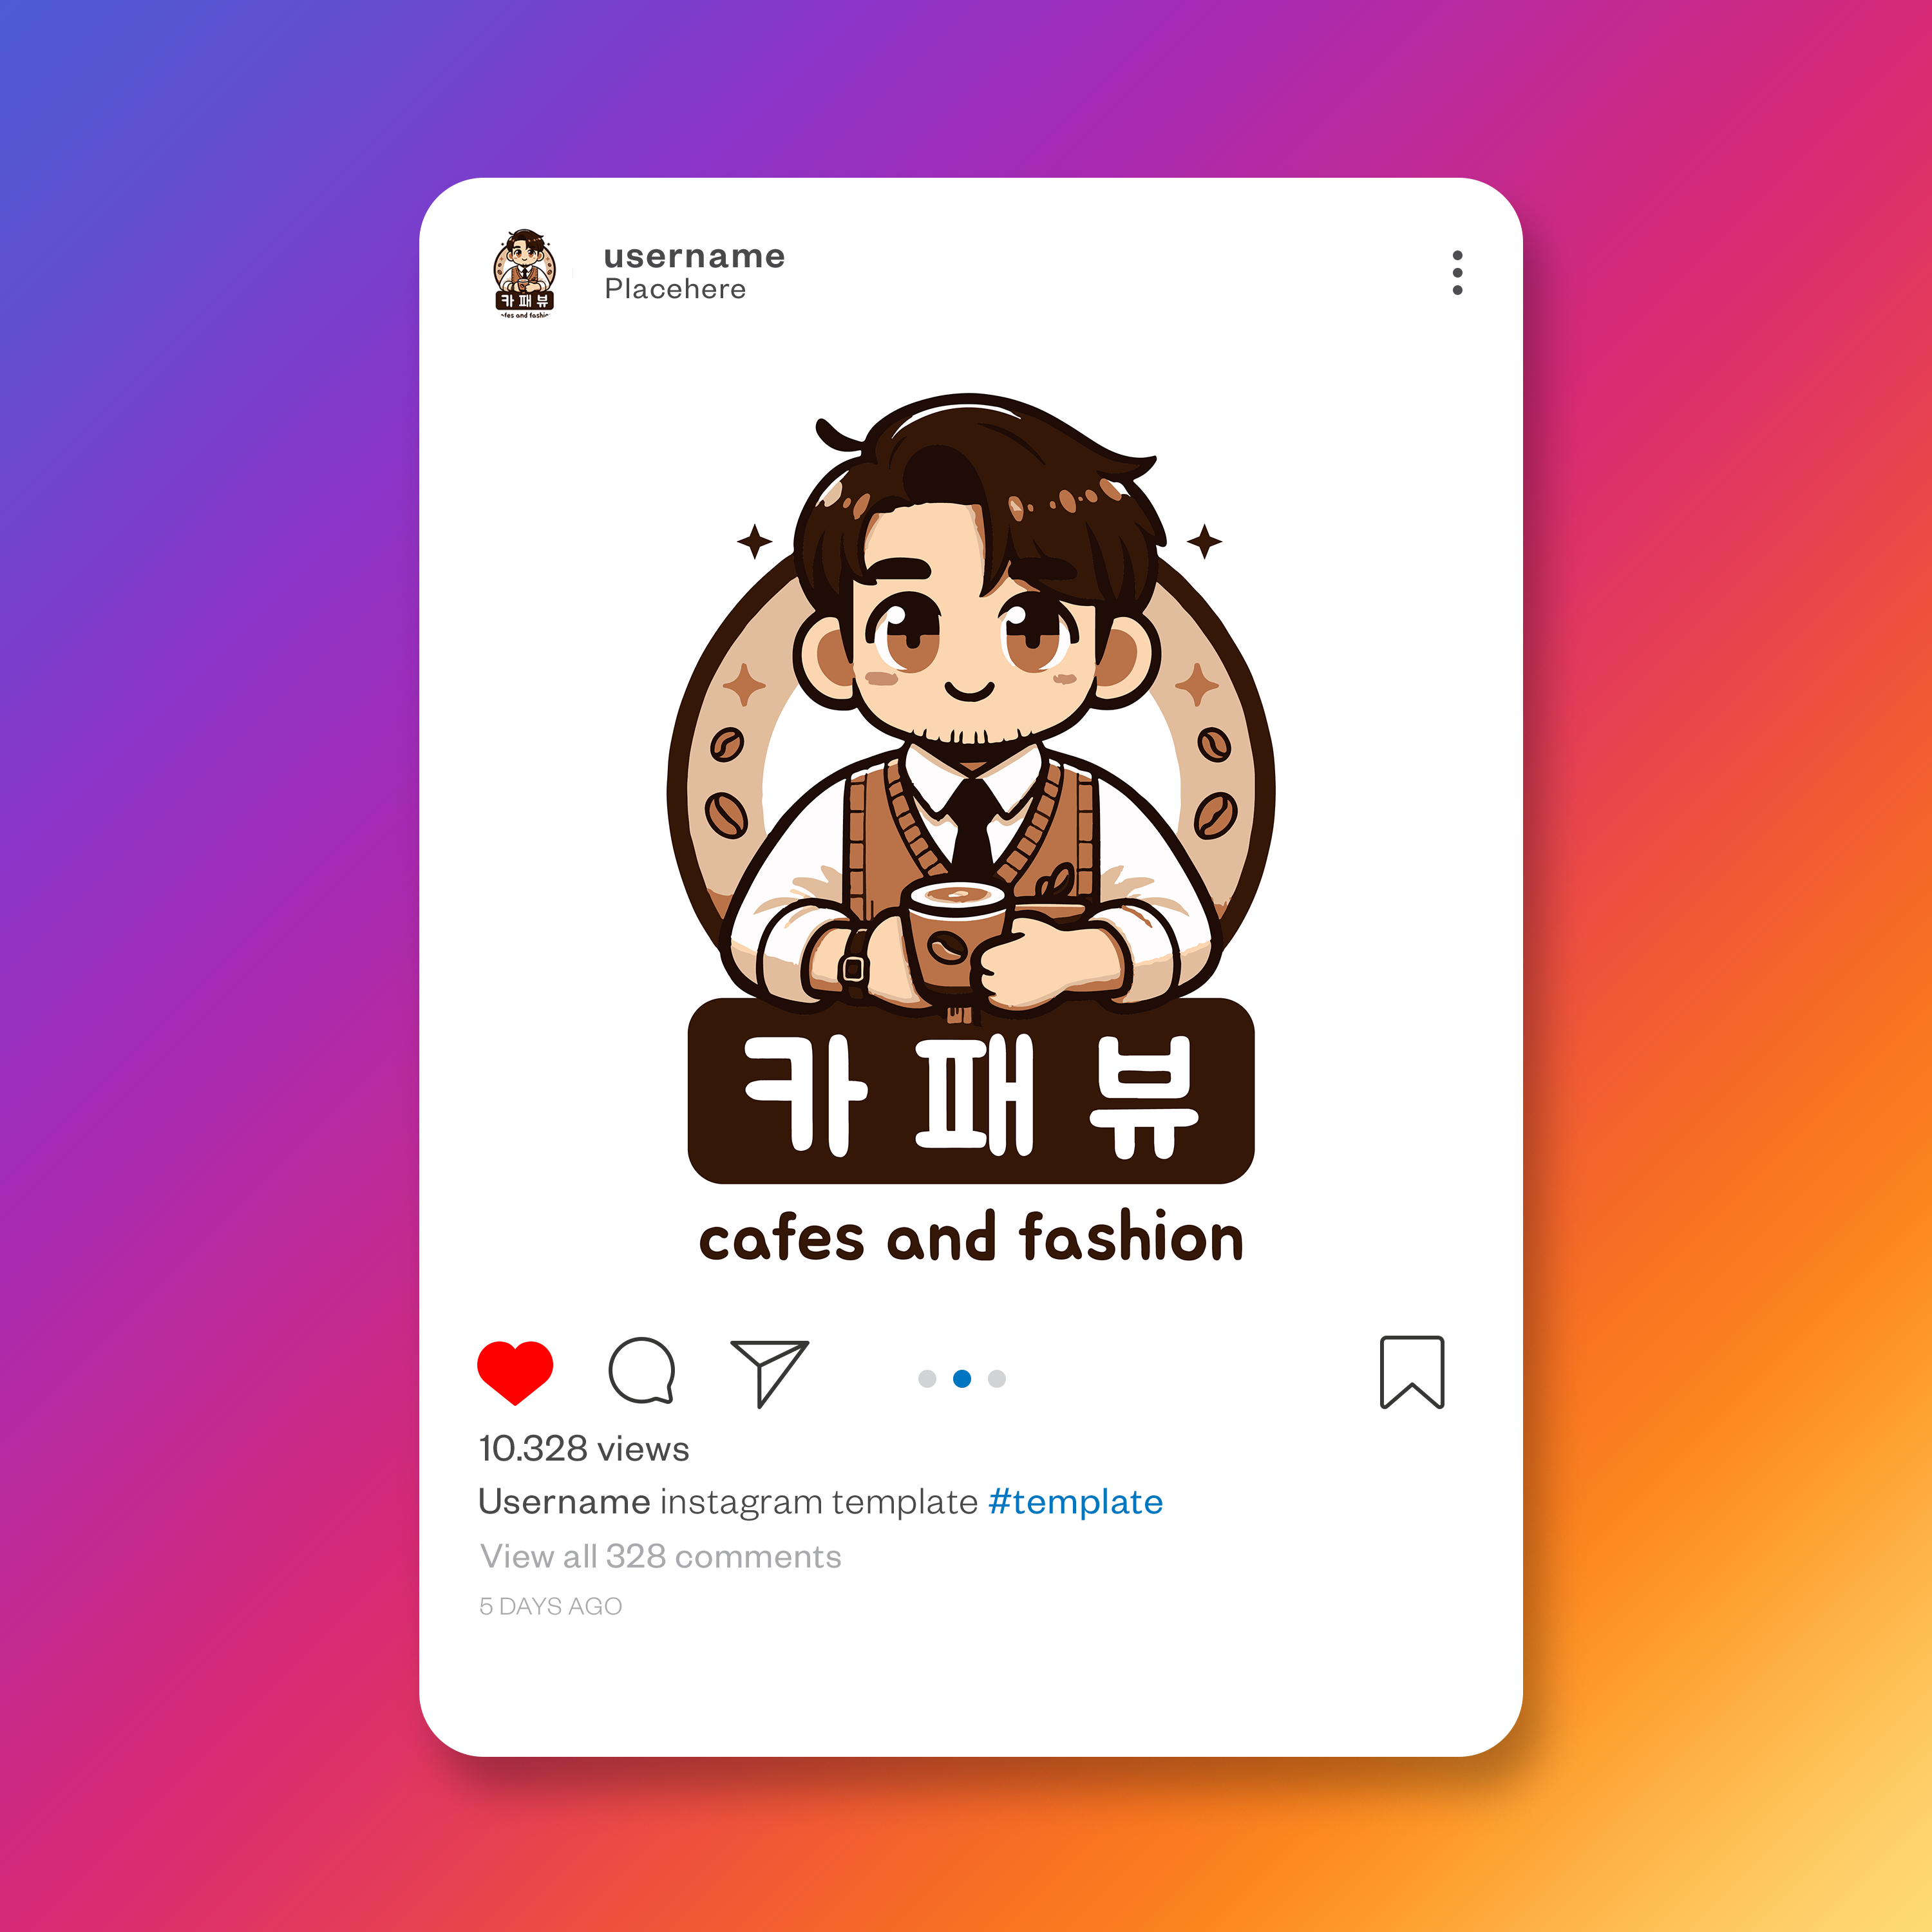 username
Placehere
카 패 뷰
fes and fashi
카 패 뷰
cafes and fashion
10.328 views
Username instagram template #template
View all 328 comments
5 DAYS AGO